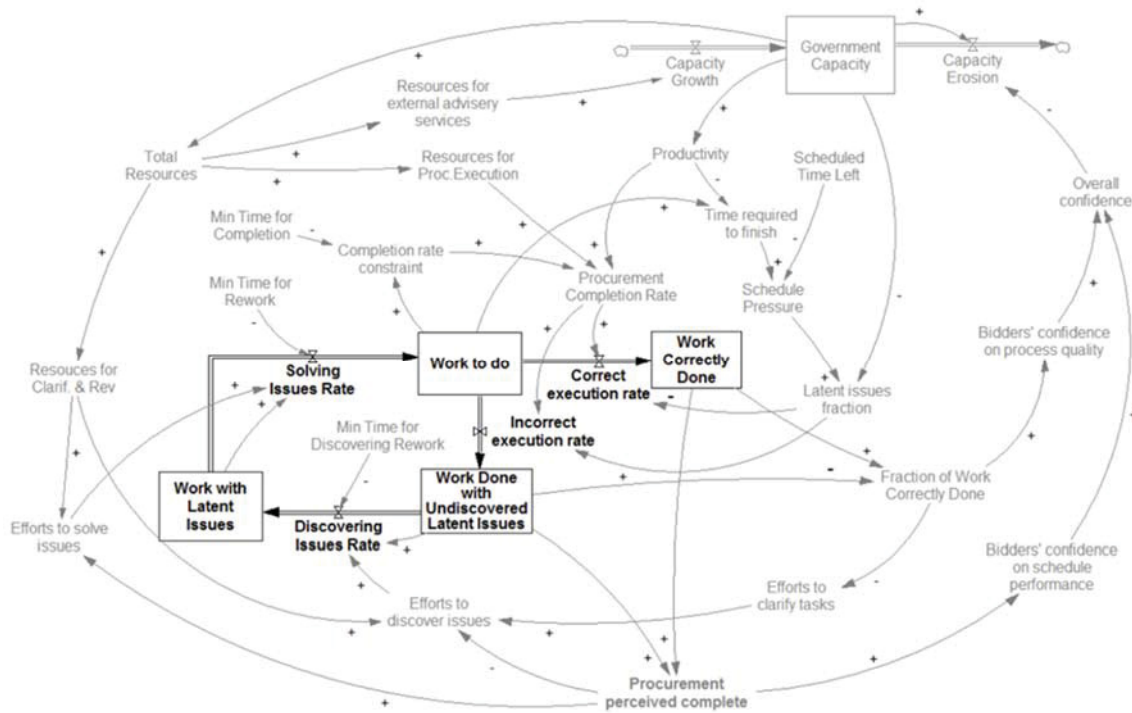 Government
Capacity
Capacity
Growth
Capacity
Erosion
Resources for
external advisery
services
Total
Resources
Resources for
Proc.Execution
Productivity
Scheduled
Time Left
Overall
confidence
Min Time for
Completion
Time required
to finish
Completion rate
constraint
Min Time for
Rework
Procurement
Completion Rate
Schedule
Pressure
Bidders' confidence
on process quality
Work to do
Work
Correctly
Done
Solving
Issues Rate
Correct
execution rate
Resouces for
Clarif. & Rev
Latent issues
fraction
Min Time for
Discovering Rework
Incorrect
execution rate
Work with
Latent
Issues
Work Done
with
Undiscovered
Latent Issues
Fraction of Work
Correctly Done
Efforts to solve
issues
Discovering
Issues Rate
Bidders' confidence
on schedule
performance
Efforts to
discover issues
Efforts to
clarify tasks
Procurement
perceived complete